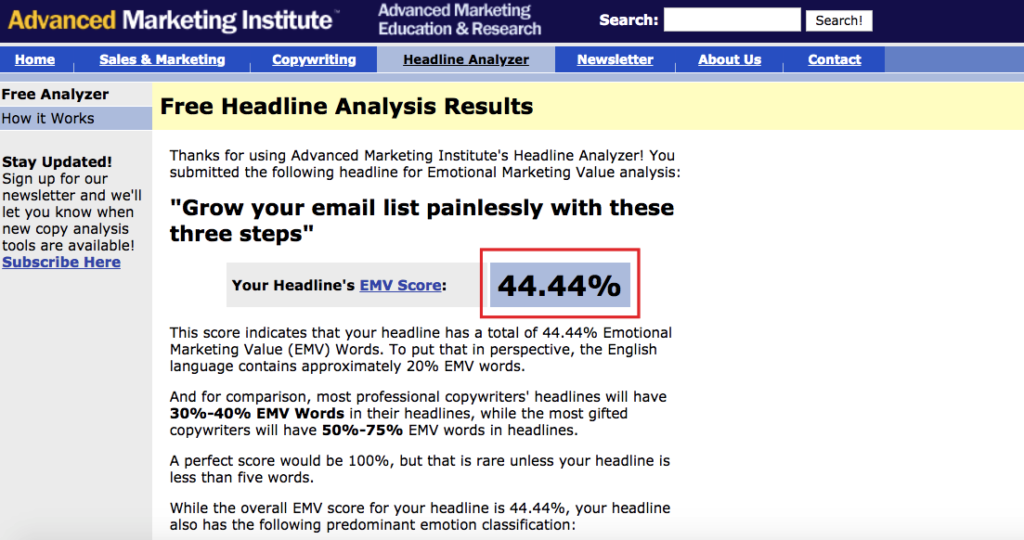 Advanced Marketing Institute™
Advanced Marketing
Education & Research
Search:
Search!
Home
Sales & Marketing
Copywriting
Headline Analyzer
Newsletter
About Us
Contact
Free Analyzer
How it Works
Stay Updated!
Sign up for our
newsletter and we'll
let you know when
new copy analysis
tools are available!
Subscribe Here
Free Headline Analysis Results
Thanks for using Advanced Marketing Institute's Headline Analyzer! You
submitted the following headline for Emotional Marketing Value analysis:
"Grow your email list painlessly with these
three steps"
Your Headline's EMV Score:
44.44%
This score indicates that your headline has a total of 44.44% Emotional
Marketing Value (EMV) Words. To put that in perspective, the English
language contains approximately 20% EMV words.
And for comparison, most professional copywriters' headlines will have
30%-40% EMV Words in their headlines, while the most gifted
copywriters will have 50%-75% EMV words in headlines.
A perfect score would be 100%, but that is rare unless your headline is
less than five words.
While the overall EMV score for your headline is 44.44%, your headline
also has the following predominant emotion classification: